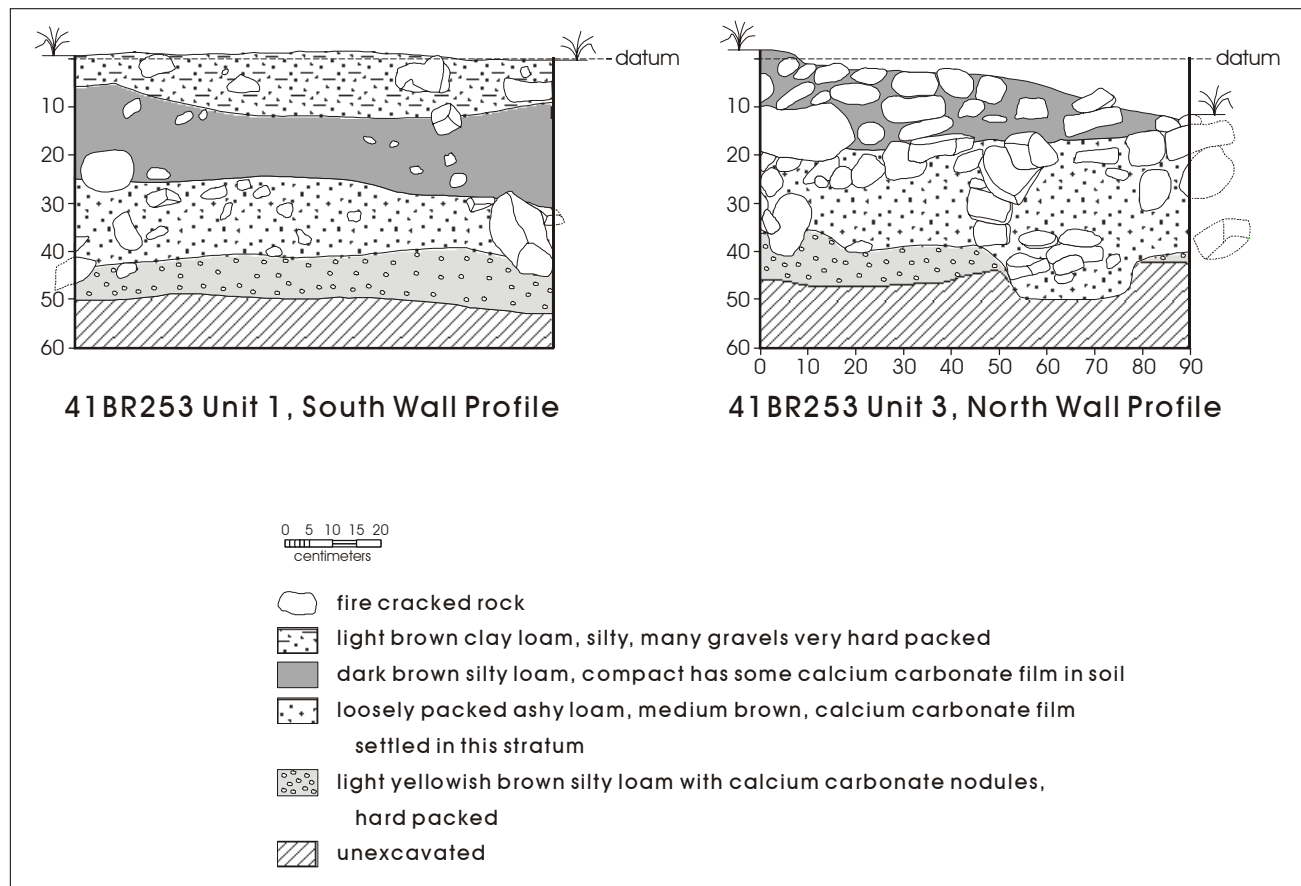 datum
10
20
30
40
50
60
41BR253 Unit 1, South Wall Profile
datum
10
20
30
40
50
60
0 10 20 30 40 50 60 70 80 90
41BR253 Unit 3, North Wall Profile
0 5 10 15 20
centimeters
fire cracked rock
light brown clay loam, silty, many gravels very hard packed
dark brown silty loam, compact has some calcium carbonate film in soil
loosely packed ashy loam, medium brown, calcium carbonate film
settled in this stratum
light yellowish brown silty loam with calcium carbonate nodules,
hard packed
unexcavated